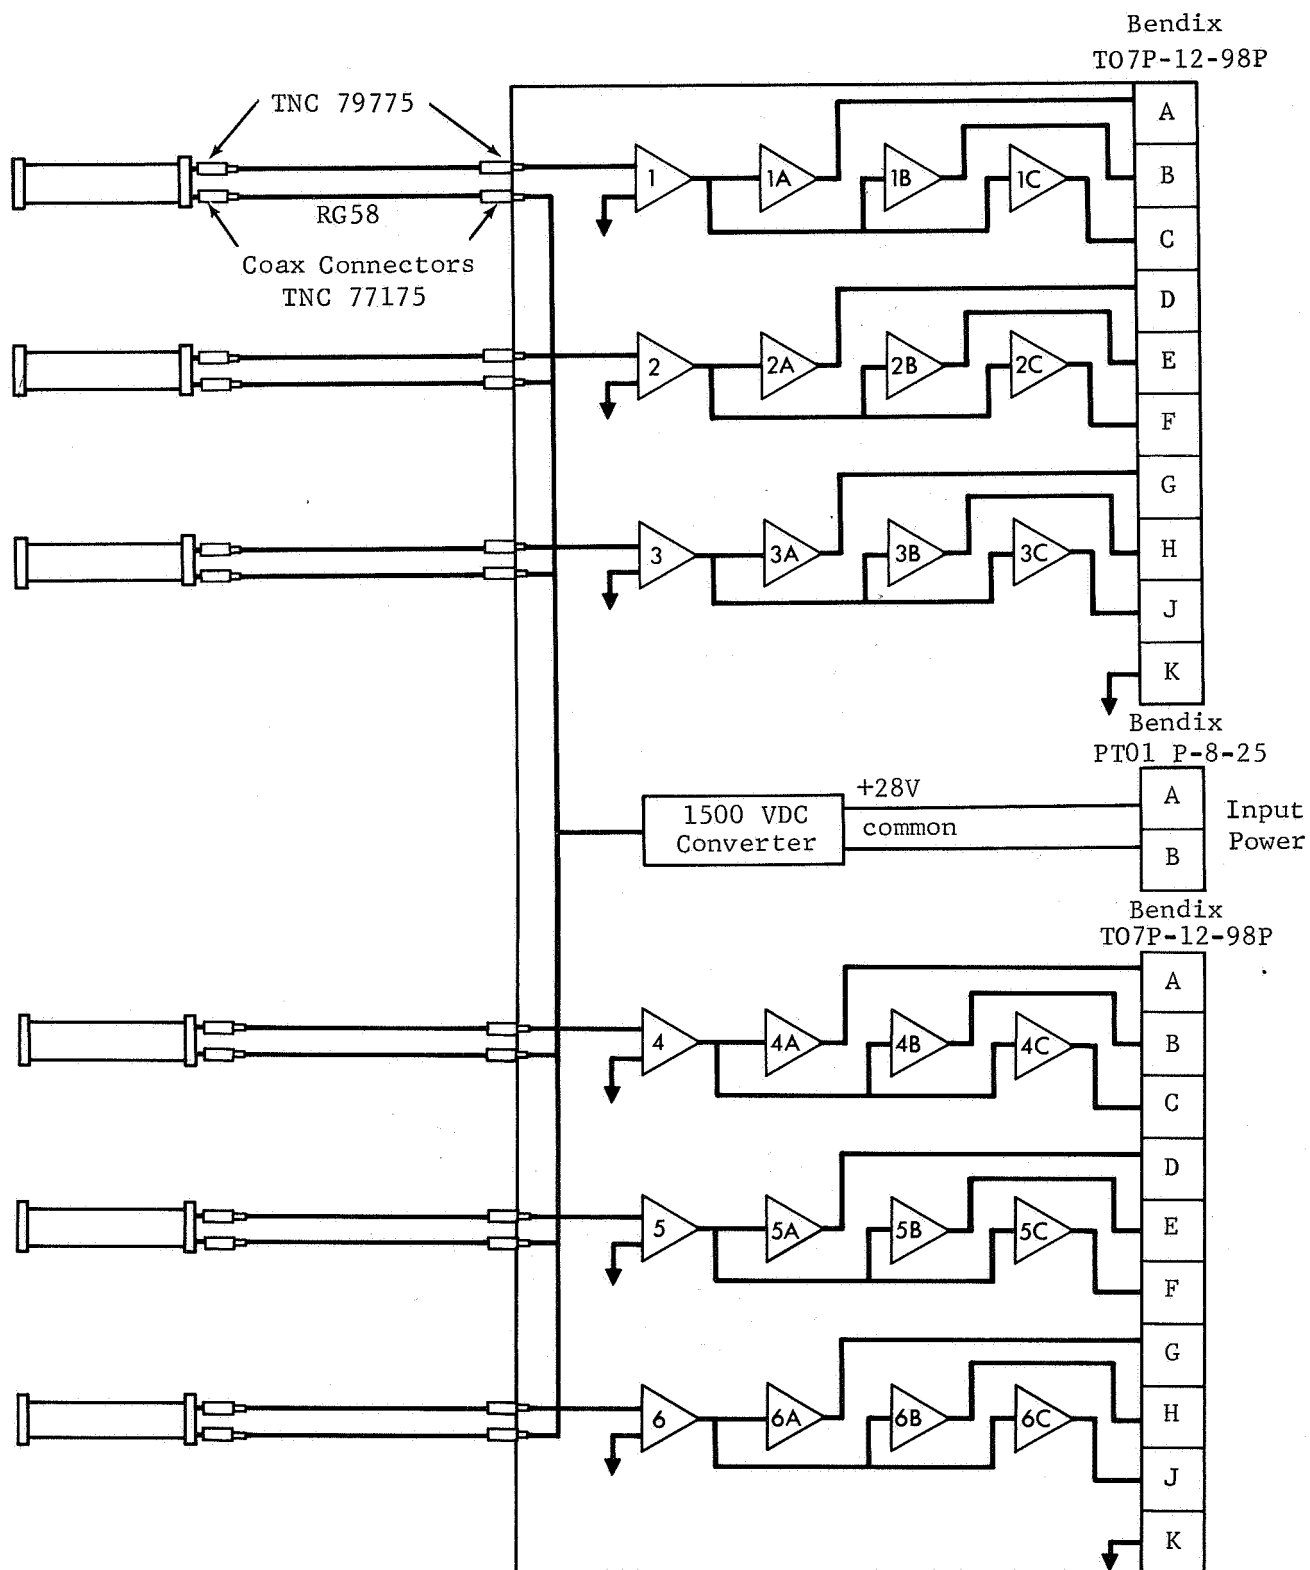 Bendix
TO7P-12-98P
TNC 79775
RG58
Coax Connectors
TNC 77175
1
1A
1B
1C
A
B
C
2
2A
2B
2C
D
E
F
3
3A
3B
3C
G
H
J
K
Bendix
PT01 P-8-25
1500 VDC
Converter
+28V
common
A
B
Input
Power
Bendix
TO7P-12-98P
4
4A
4B
4C
A
B
C
5
5A
5B
5C
D
E
F
6
6A
6B
6C
G
H
J
K